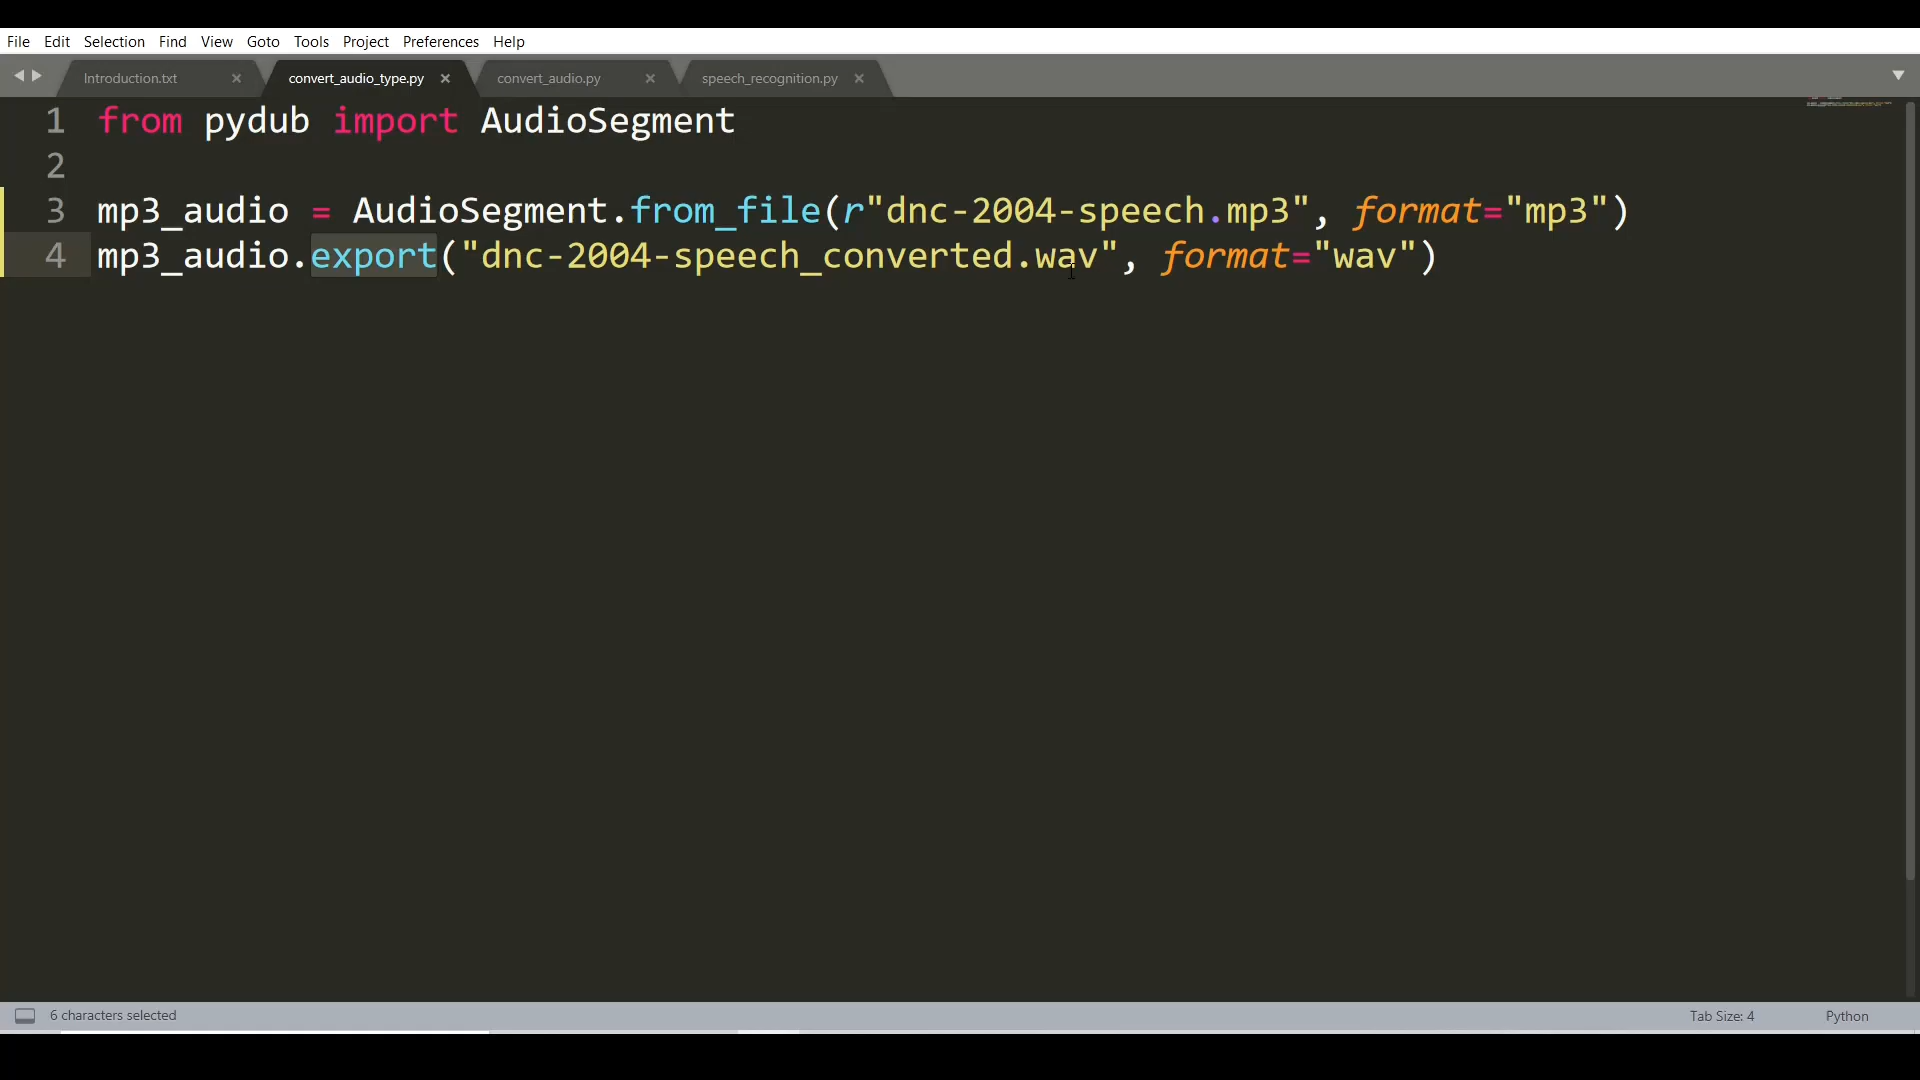 File Edit Selection Find View Goto Tools Project Preferences Help
Introduction.txt × convert_audio_type.py × convert_audio.py × speech_recognition.py ×
1 from pydub import AudioSegment
2
3 mp3_audio = AudioSegment.from_file(r"dnc-2004-speech.mp3", format="mp3")
4 mp3_audio.export("dnc-2004-speech_converted.wav", format="wav")
6 characters selected Tab Size: 4 Python